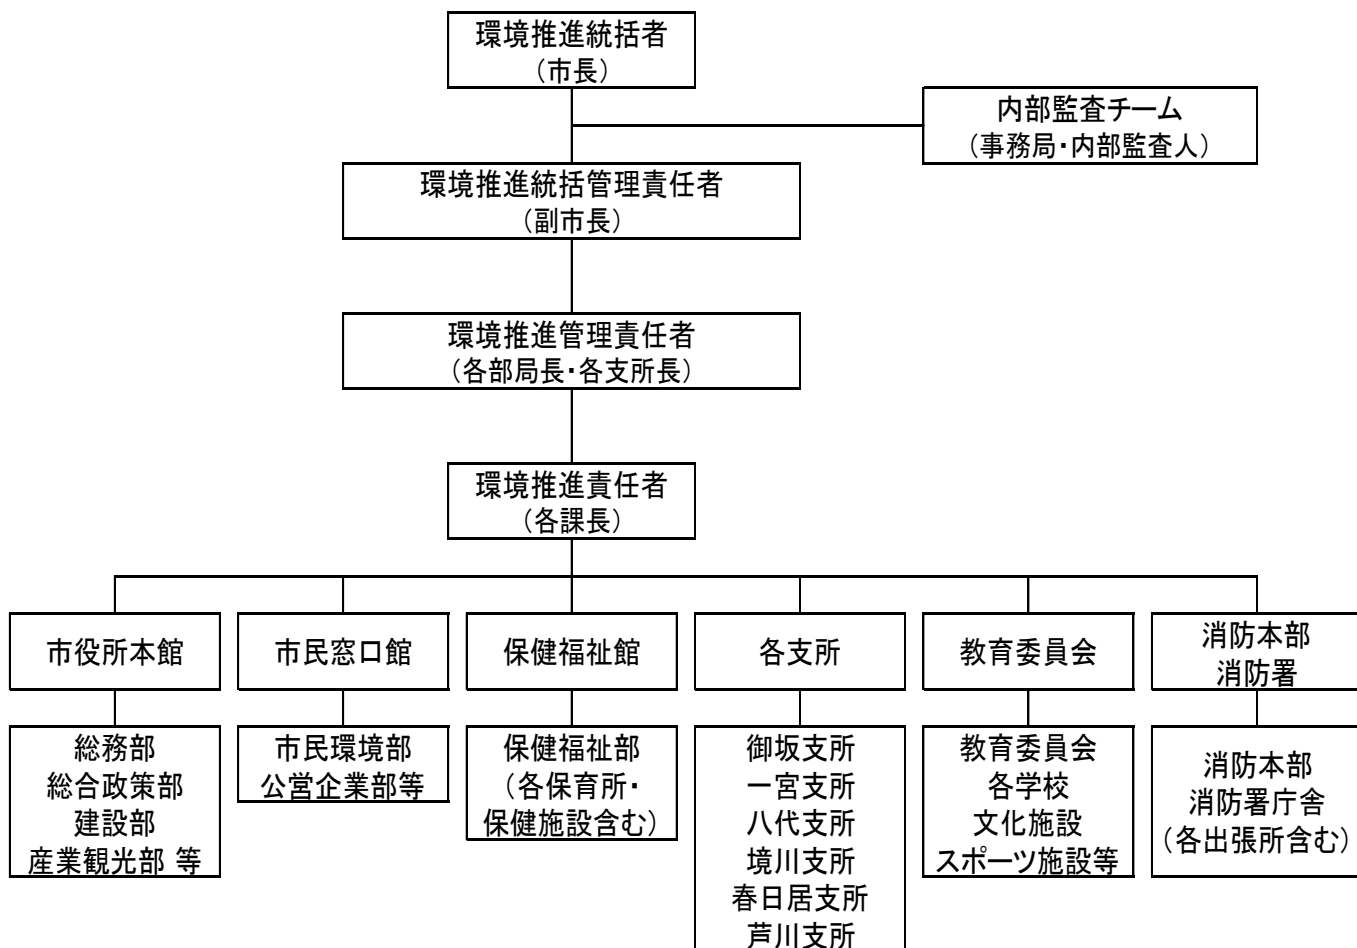 環境推進統括者
（市長）
内部監査チーム
（事務局・内部監査人）
環境推進統括管理責任者
（副市長）
環境推進管理責任者
（各部局長・各支所長）
環境推進責任者
（各課長）
市役所本館
市民窓口館
保健福祉館
各支所
教育委員会
消防本部
消防署
総務部
総合政策部
建設部
産業観光部 等
市民環境部
公営企業部等
保健福祉部
（各保育所・
保健施設含む）
御坂支所
一宮支所
八代支所
境川支所
春日居支所
芦川支所
教育委員会
各学校
文化施設
スポーツ施設等
消防本部
消防署庁舎
（各出張所含む）